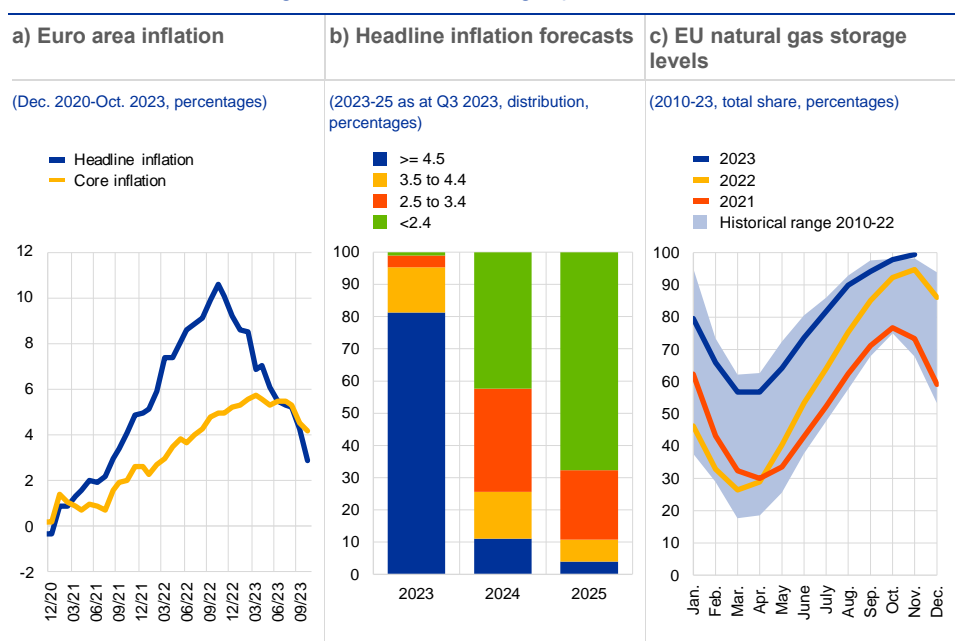 a) Euro area inflation
(Dec. 2020-Oct. 2023, percentages)
Headline inflation
Core inflation
12
10
8
6
4
2
0
-2
12/20
03/21
06/21
09/21
12/21
03/22
06/22
09/22
12/22
03/23
06/23
09/23
b) Headline inflation forecasts
(2023-25 as at Q3 2023, distribution,
percentages)
>= 4.5
3.5 to 4.4
2.5 to 3.4
<2.4
100
90
80
70
60
50
40
30
20
10
0
2023
2024
2025
c) EU natural gas storage
levels
(2010-23, total share, percentages)
2023
2022
2021
Historical range 2010-22
100
90
80
70
60
50
40
30
20
10
0
Jan.
Feb.
Mar.
Apr.
May
June
July
Aug.
Sep.
Oct.
Nov.
Dec.